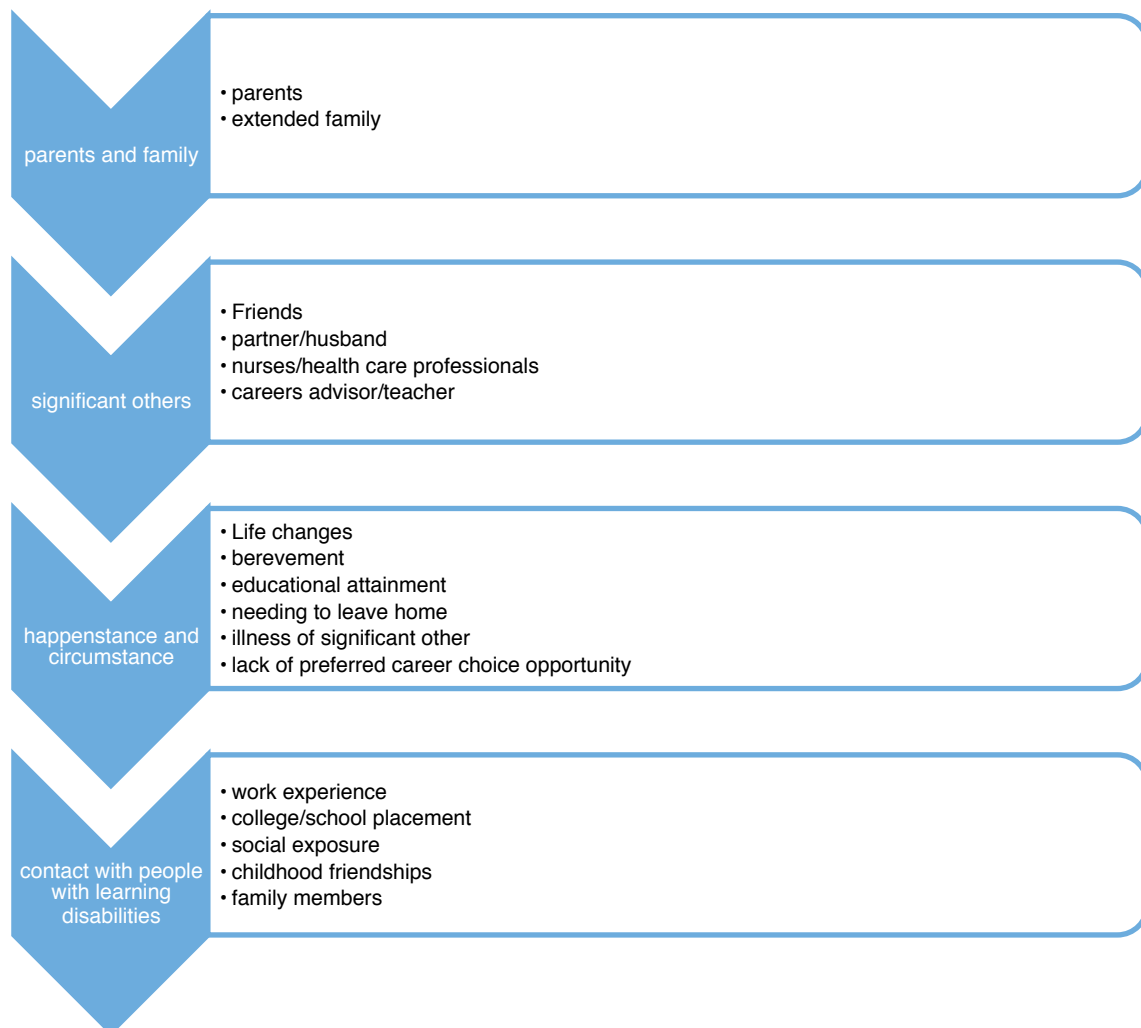 parents and family
• parents
• extended family
significant others
• Friends
• partner/husband
• nurses/health care professionals
• careers advisor/teacher
happenstance and
circumstance
• Life changes
• berevement
• educational attainment
• needing to leave home
• illness of significant other
• lack of preferred career choice opportunity
contact with people
with learning
disabilities
• work experience
• college/school placement
• social exposure
• childhood friendships
• family members